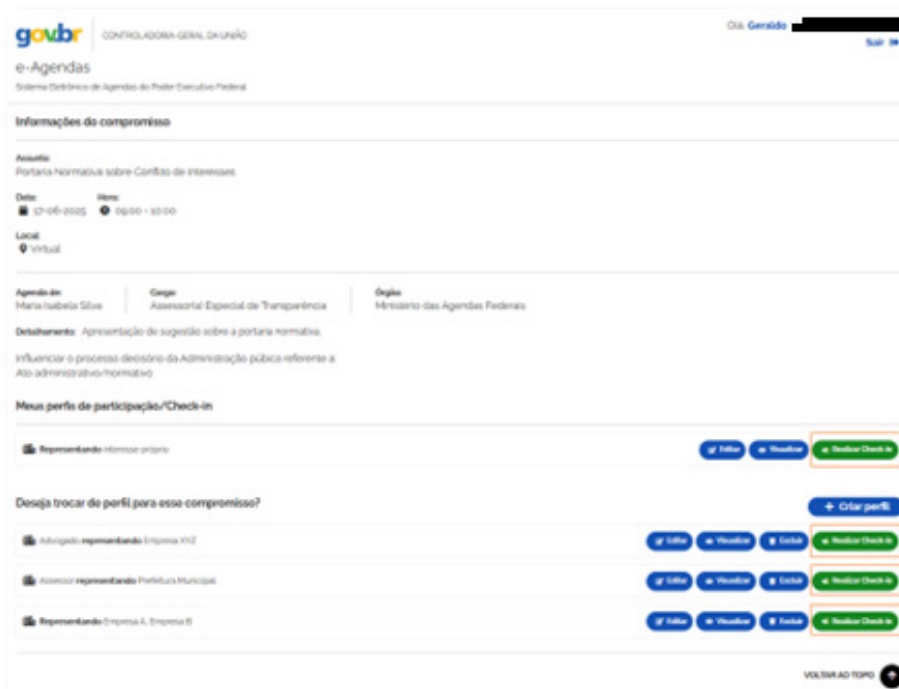 gov.br CONTROLADORIA-GERAL DA UNIÃO
Olá, Geraldo
Sair
e-Agendas
Sistema Eletrônico de Agendas do Poder Executivo Federal
Informações do compromisso
Assunto:
Portaria Normativa sobre Conflito de Interesses
Data: Hora:
17-06-2025 09:00 - 10:00
Local:
Virtual
Agenda de: Cargo: Órgão:
Maria Isabela Silva Assessor(a) Especial de Transparência Ministério das Agendas Federais
Detalhamento: Apresentação de sugestão sobre a portaria normativa.
Influenciar o processo decisório da Administração púbica referente a
Ato administrativo/normativo
Meus perfis de participação/Check-in
Representando interesse próprio Editar Visualizar Realizar Check-in
Deseja trocar de perfil para esse compromisso? + Criar perfil
Advogado representando Empresa XYZ Editar Visualizar Excluir Realizar Check-in
Assessor representando Prefeitura Municipal Editar Visualizar Excluir Realizar Check-in
Representando Empresa A, Empresa B Editar Visualizar Excluir Realizar Check-in
VOLTAR AO TOPO